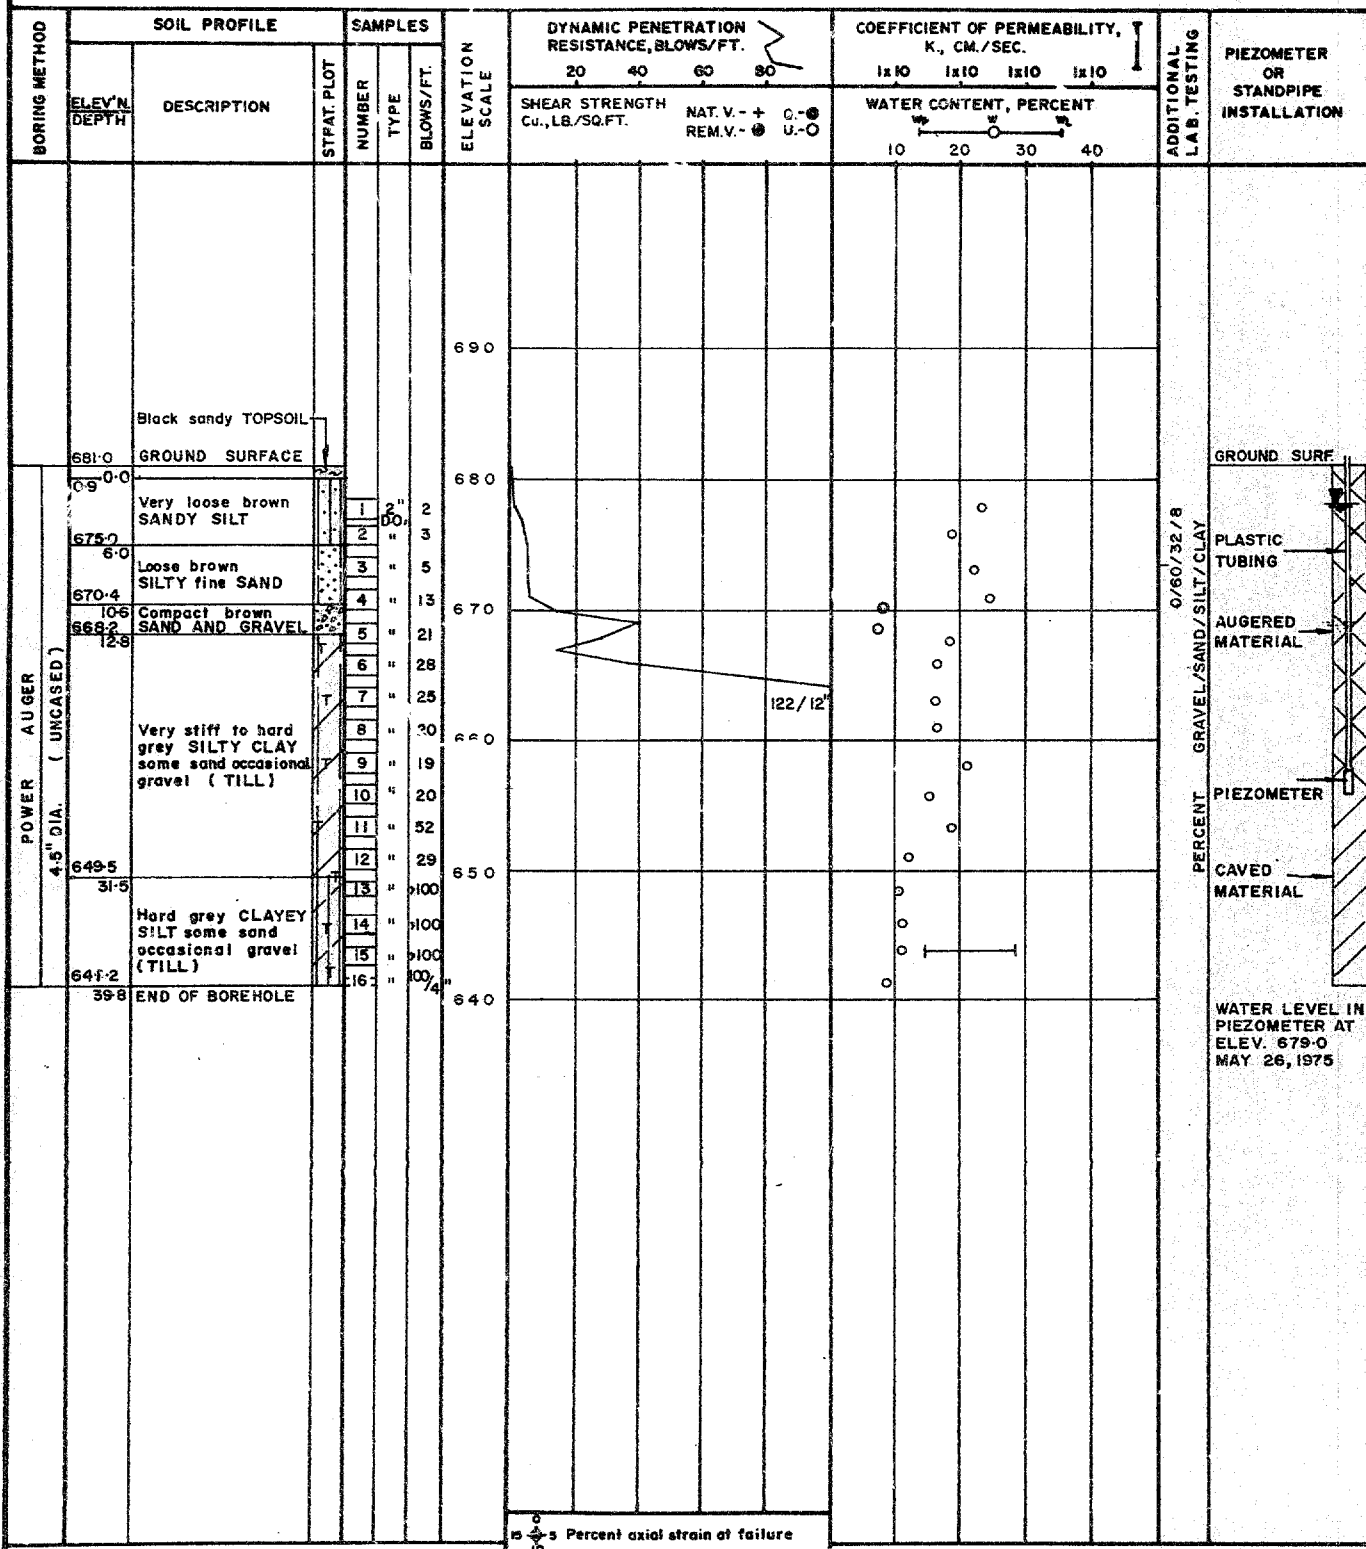 BORING METHOD
SOIL PROFILE
ELEV'N.
DEPTH
DESCRIPTION
STRAT. PLOT
SAMPLES
NUMBER
TYPE
BLOWS/FT.
ELEVATION
SCALE
DYNAMIC PENETRATION
RESISTANCE, BLOWS/FT.
20 40 60 80
SHEAR STRENGTH
Cu., LB./SQ.FT.
NAT. V. - + Q. -
REM.V. - U. - O
COEFFICIENT OF PERMEABILITY,
K., CM./SEC.
1x10 1x10 1x10 1x10
WATER CONTENT, PERCENT
Wp W WL
10 20 30 40
ADDITIONAL
LAB. TESTING
PIEZOMETER
OR
STANDPIPE
INSTALLATION
POWER AUGER
4.5" DIA. (UNCASED)
Black sandy TOPSOIL
681.0 GROUND SURFACE
0.0
0.9
Very loose brown
SANDY SILT
675.0
6.0
Loose brown
SILTY fine SAND
670.4
10.6 Compact brown
668.2 SAND AND GRAVEL
12.8
Very stiff to hard
grey SILTY CLAY
some sand occasional
gravel (TILL)
649.5
31.5
Hard grey CLAYEY
SILT some sand
occasional gravel
(TILL)
641.2
39.8 END OF BOREHOLE
1 2" DO. 2
2 " 3
3 " 5
4 " 13
5 " 21
6 " 28
7 " 25
8 " 30
9 " 19
10 " 20
11 " 52
12 " 29
13 " >100
14 " >100
15 " >100
16 " 100/4"
690
680
670
660
650
640
122/12"
0/60/32/8
PERCENT GRAVEL/SAND/SILT/CLAY
GROUND SURF.
PLASTIC
TUBING
AUGERED
MATERIAL
PIEZOMETER
CAVED
MATERIAL
WATER LEVEL IN
PIEZOMETER AT
ELEV. 679.0
MAY 26, 1975
15 5 Percent axial strain at failure